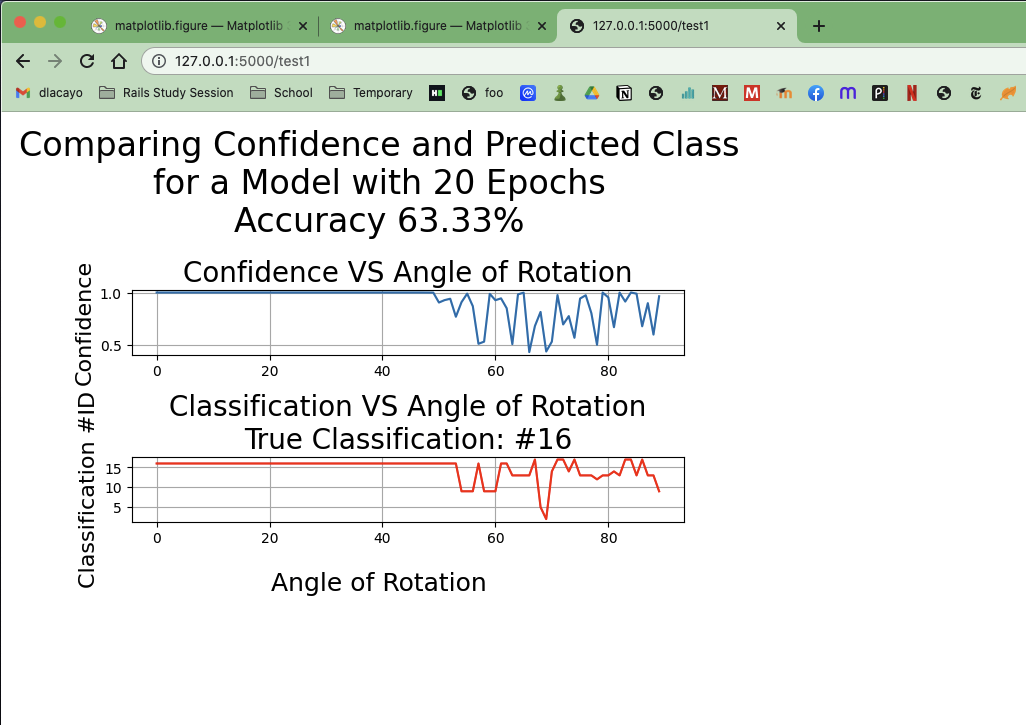 matplotlib.figure — Matplotlib
matplotlib.figure — Matplotlib
127.0.0.1:5000/test1
127.0.0.1:5000/test1
dlacayo
Rails Study Session
School
Temporary
foo
Comparing Confidence and Predicted Class
for a Model with 20 Epochs
Accuracy 63.33%
Confidence VS Angle of Rotation
Confidence
1.0
0.5
0 20 40 60 80
Classification VS Angle of Rotation
True Classification: #16
Classification #ID
15
10
5
0 20 40 60 80
Angle of Rotation